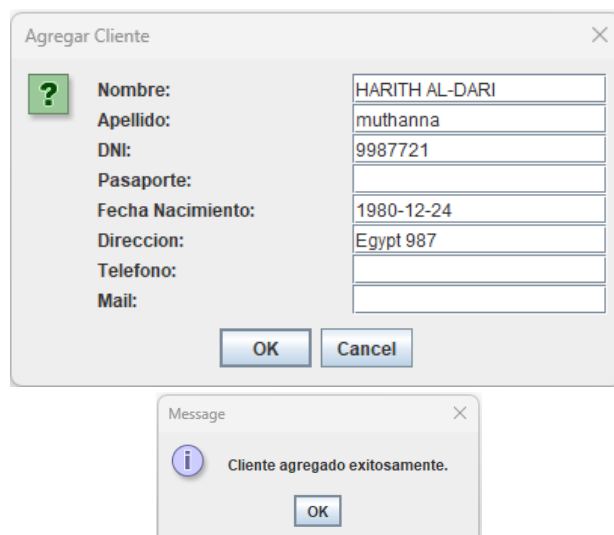 Agregar Cliente
?
Nombre: HARITH AL-DARI
Apellido: muthanna
DNI: 9987721
Pasaporte:
Fecha Nacimiento: 1980-12-24
Direccion: Egypt 987
Telefono:
Mail:
OK Cancel
Message
i Cliente agregado exitosamente.
OK